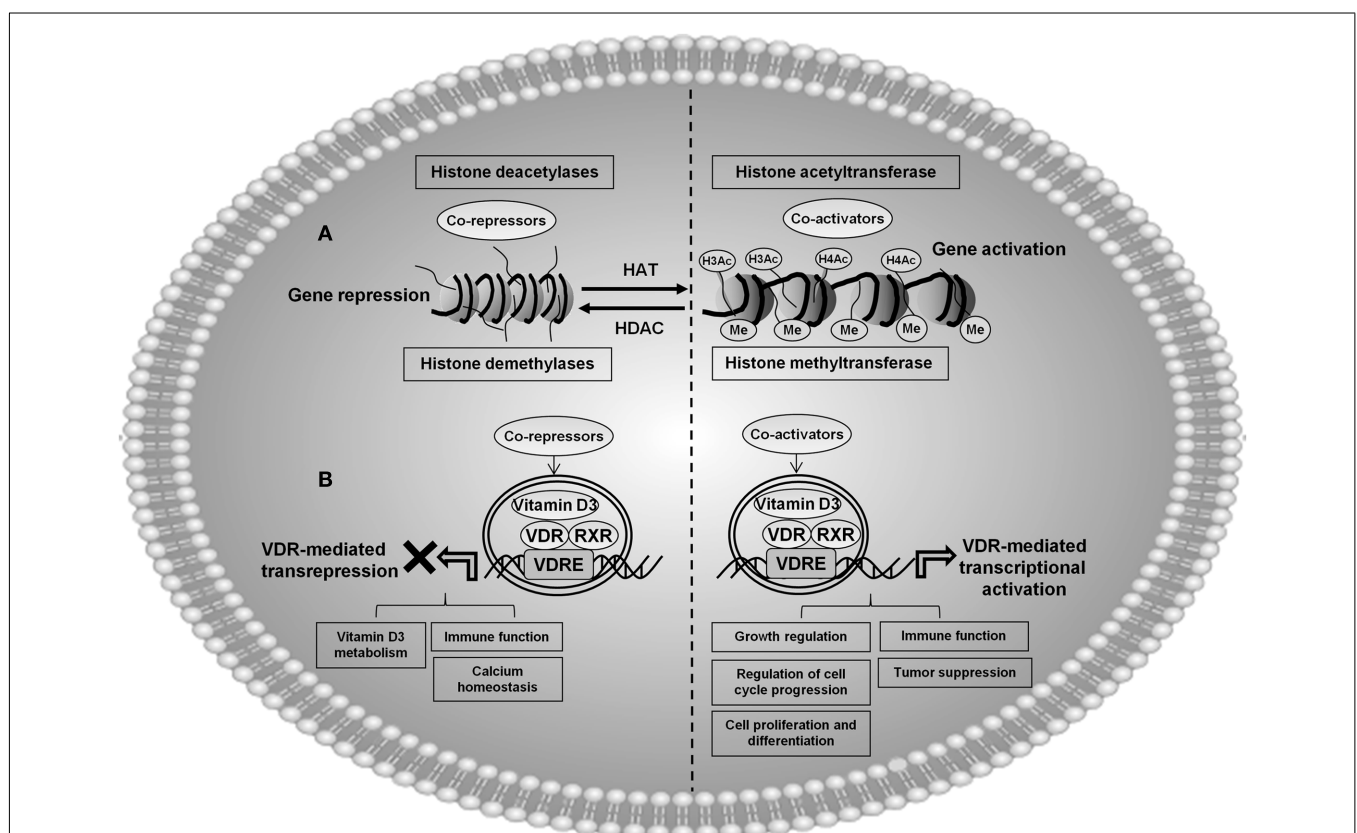 Histone deacetylases
Histone acetyltransferase
A
Co-repressors
Co-activators
H3Ac
H3Ac
H4Ac
H4Ac
Gene activation
HAT
Gene repression
HDAC
Me
Me
Me
Me
Me
Histone demethylases
Histone methyltransferase
B
Co-repressors
Co-activators
Vitamin D3
VDR
RXR
VDRE
Vitamin D3
VDR
RXR
VDRE
VDR-mediated
transrepression
VDR-mediated
transcriptional
activation
Vitamin D3
metabolism
Immune function
Calcium
homeostasis
Growth regulation
Immune function
Regulation of cell
cycle progression
Tumor suppression
Cell proliferation and
differentiation